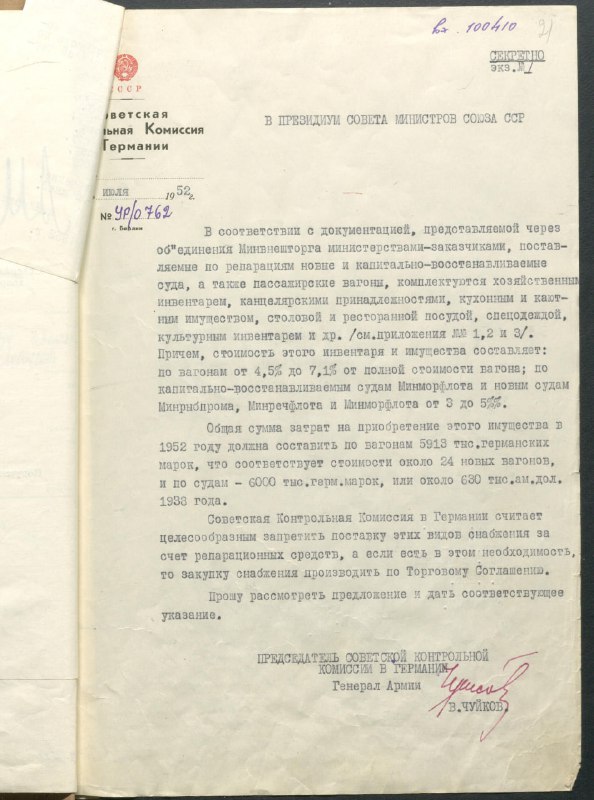 вх. 100410
21
СЕКРЕТНО
экз.№1
СССР
оветская
льная Комиссия
Германии
июля 1952 г.
№ УР/0762
г. Берлин
В ПРЕЗИДИУМ СОВЕТА МИНИСТРОВ СОЮЗА ССР
В соответствии с документацией, представляемой через
об"единения Минвнешторга министерствами-заказчиками, постав-
ляемые по репарациям новые и капитально-восстанавливаемые
суда, а также пассажирские вагоны, комплектуются хозяйственным
инвентарем, канцелярскими принадлежностями, кухонным и кают-
ным имуществом, столовой и ресторанной посудой, спецодеждой,
культурным инвентарем и др. /см.приложения №№ 1,2 и 3/.
Причем, стоимость этого инвентаря и имущества составляет:
по вагонам от 4,5% до 7,1% от полной стоимости вагона; по
капитально-восстанавливаемым судам Минморфлота и новым судам
Минрыбпрома, Минречфлота и Минморфлота от 3 до 5%%.
Общая сумма затрат на приобретение этого имущества в
1952 году должна составить по вагонам 5913 тыс.германских
марок, что соответствует стоимости около 24 новых вагонов,
и по судам - 6000 тыс.герм.марок, или около 630 тыс.ам.дол.
1938 года.
Советская Контрольная Комиссия в Германии считает
целесообразным запретить поставку этих видов снабжения за
счет репарационных средств, а если есть в этом необходимость,
то закупку снабжения производить по Торговому Соглашению.
Прошу рассмотреть предложение и дать соответствующее
указание.
ПРЕДСЕДАТЕЛЬ СОВЕТСКОЙ КОНТРОЛЬНОЙ
КОМИССИИ В ГЕРМАНИИ
Генерал Армии
В.ЧУЙКОВ.